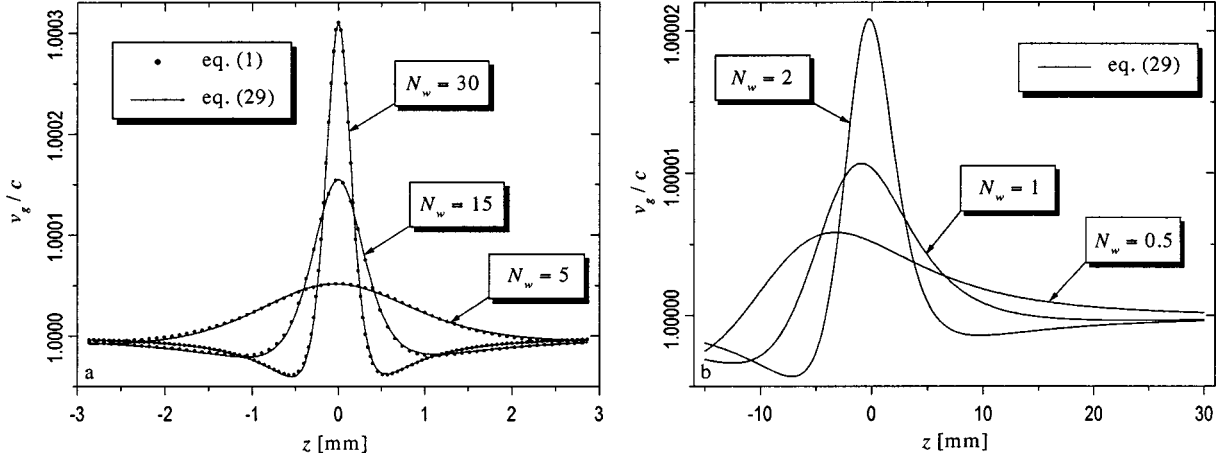 1.0003
1.0002
1.0001
1.0000
v_g / c
eq. (1)
eq. (29)
N_w = 30
N_w = 15
N_w = 5
a
-3 -2 -1 0 1 2 3
z [mm]
1.00002
1.00001
1.00000
v_g / c
N_w = 2
eq. (29)
N_w = 1
N_w = 0.5
b
-10 0 10 20 30
z [mm]